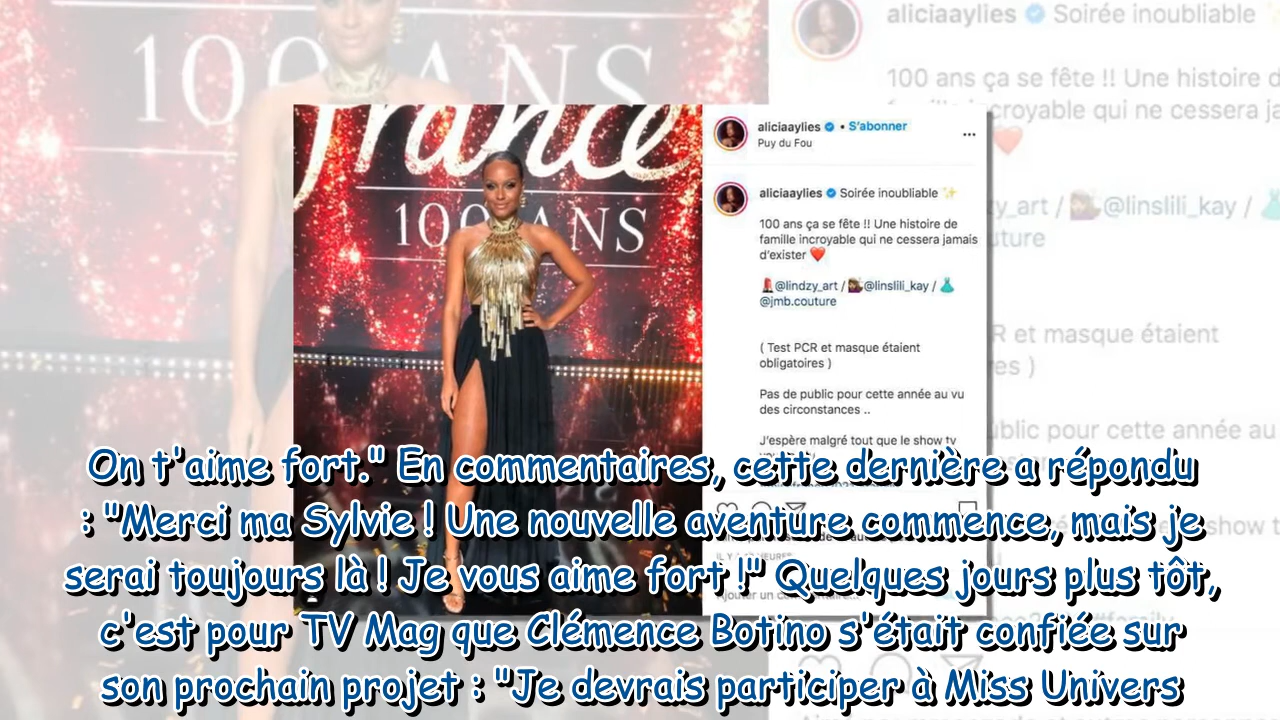 100 ANS
aliciaaylies Soirée inoubliable
100 ans ça se fête !! Une histoire d
incroyable qui ne cessera ja
france
100 ANS
aliciaaylies • S'abonner
Puy du Fou
aliciaaylies Soirée inoubliable ✨
100 ans ça se fête !! Une histoire de
famille incroyable qui ne cessera jamais
d'exister ❤️
💄@lindzy_art / 💇🏾‍♀️@linslili_kay / 👗
@jmb.couture
( Test PCR et masque étaient
obligatoires )
Pas de public pour cette année au vu
des circonstances ..
J'espère malgré tout que le show tv
y_art / @linslili_kay /
uture
R et masque étaient
es )
ublic pour cette année au
show t
On t'aime fort." En commentaires, cette dernière a répondu
: "Merci ma Sylvie ! Une nouvelle aventure commence, mais je
serai toujours là ! Je vous aime fort !" Quelques jours plus tôt,
c'est pour TV Mag que Clémence Botino s'était confiée sur
son prochain projet : "Je devrais participer à Miss Univers